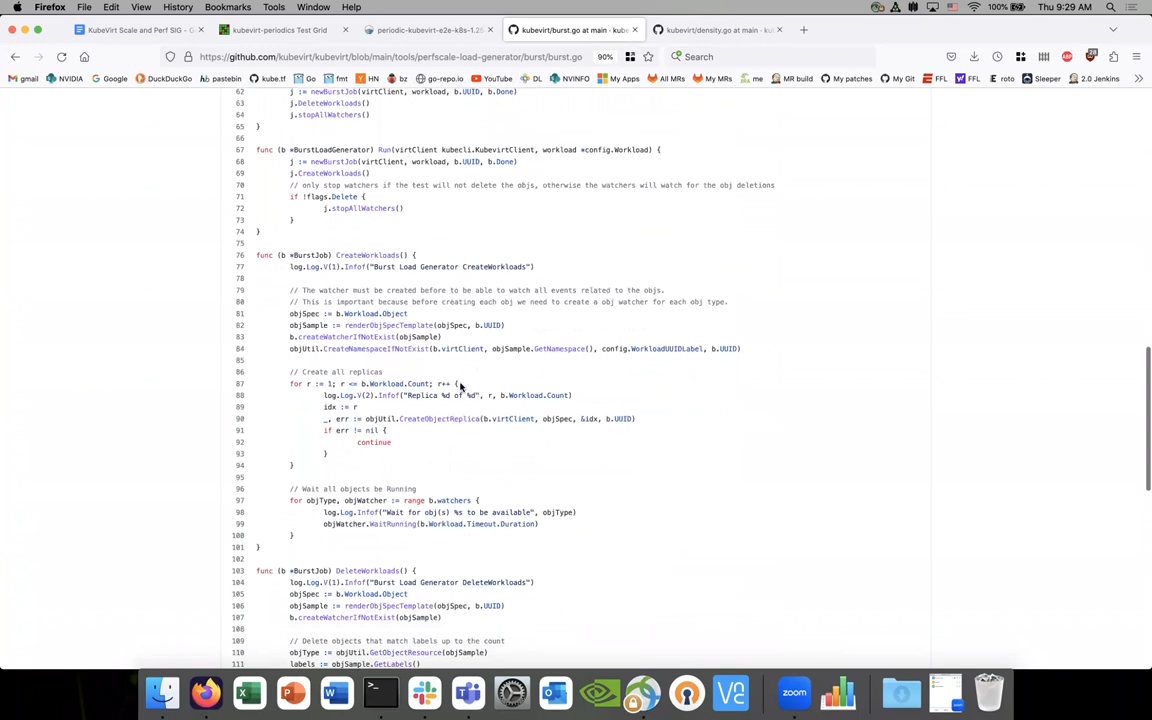 Firefox File Edit View History Bookmarks Tools Window Help 100% Thu 9:29 AM
KubeVirt Scale and Perf SIG - G
kubevirt-periodics Test Grid
periodic-kubevirt-e2e-k8s-1.25
kubevirt/burst.go at main · kube
kubevirt/density.go at main · ku
https://github.com/kubevirt/kubevirt/blob/main/tools/perfscale-load-generator/burst/burst.go 90% Search
gmail NVIDIA Google DuckDuckGo pastebin kube.tf Go fmt HN bz go-repo.io YouTube DL NVINFO My Apps All MRs My MRs me MR build My patches My Git FFL EFL roto Sleeper 2.0 Jenkins
62 j := newBurstJob(virtClient, workload, b.UUID, b.Done)
63 j.DeleteWorkloads()
64 j.stopAllWatchers()
65 }
66
67 func (b *BurstLoadGenerator) Run(virtClient kubecli.KubevirtClient, workload *config.Workload) {
68 j := newBurstJob(virtClient, workload, b.UUID, b.Done)
69 j.CreateWorkloads()
70 // only stop watchers if the test will not delete the objs, otherwise the watchers will watch for the obj deletions
71 if !flags.Delete {
72 j.stopAllWatchers()
73 }
74 }
75
76 func (b *BurstJob) CreateWorkloads() {
77 log.Log.V(1).Infof("Burst Load Generator CreateWorkloads")
78
79 // The watcher must be created before to be able to watch all events related to the objs.
80 // This is important because before creating each obj we need to create a obj watcher for each obj type.
81 objSpec := b.Workload.Object
82 objSample := renderObjSpecTemplate(objSpec, b.UUID)
83 b.createWatcherIfNotExist(objSample)
84 objUtil.CreateNamespaceIfNotExist(b.virtClient, objSample.GetNamespace(), config.WorkloadUUIDLabel, b.UUID)
85
86 // Create all replicas
87 for r := 1; r <= b.Workload.Count; r++ {
88 log.Log.V(2).Infof("Replica %d of %d", r, b.Workload.Count)
89 idx := r
90 _, err := objUtil.CreateObjectReplica(b.virtClient, objSpec, &idx, b.UUID)
91 if err != nil {
92 continue
93 }
94 }
95
96 // Wait all objects be Running
97 for objType, objWatcher := range b.watchers {
98 log.Log.Infof("Wait for obj(s) %s to be available", objType)
99 objWatcher.WaitRunning(b.Workload.Timeout.Duration)
100 }
101 }
102
103 func (b *BurstJob) DeleteWorkloads() {
104 log.Log.V(1).Infof("Burst Load Generator DeleteWorkloads")
105 objSpec := b.Workload.Object
106 objSample := renderObjSpecTemplate(objSpec, b.UUID)
107 b.createWatcherIfNotExist(objSample)
108
109 // Delete objects that match labels up to the count
110 objType := objUtil.GetObjectResource(objSample)
111 labels := objSample.GetLabels()
zoom